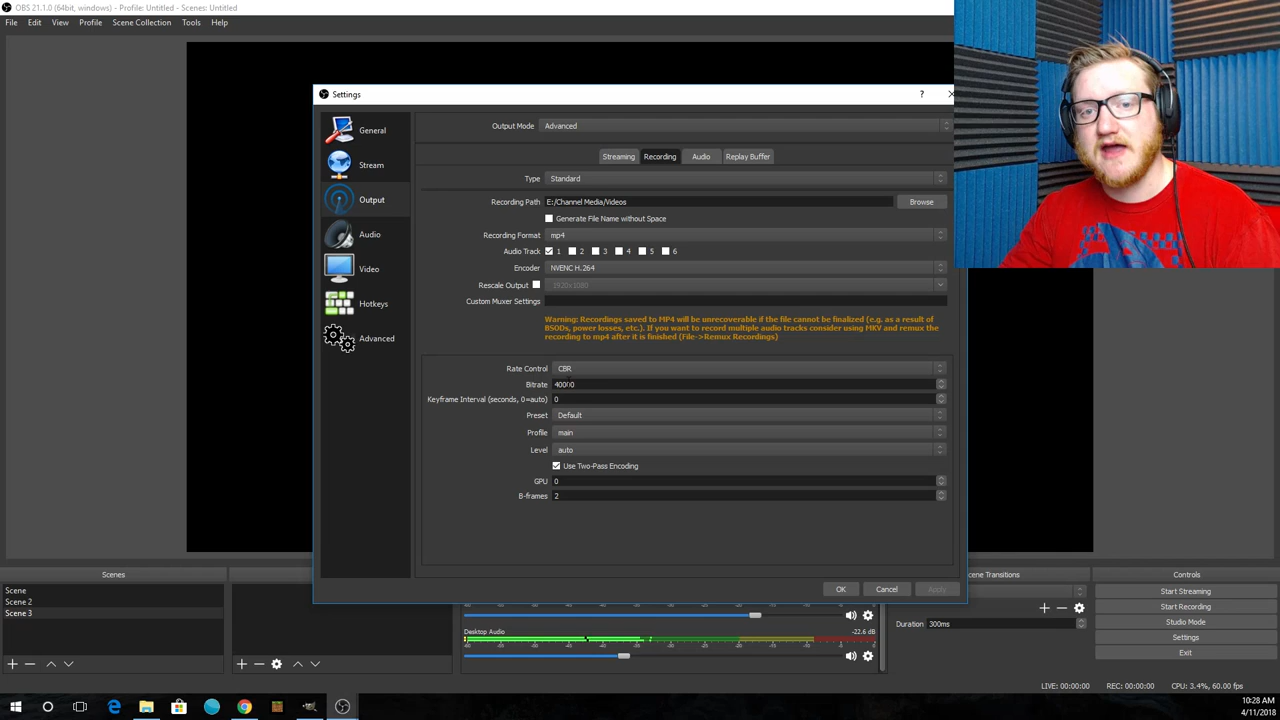 OBS 21.1.0 (64bit, windows) - Profile: Untitled - Scenes: Untitled
File Edit View Profile Scene Collection Tools Help
Settings ?
General
Stream
Output
Audio
Video
Hotkeys
Advanced
Output Mode Advanced
Streaming Recording Audio Replay Buffer
Type Standard
Recording Path E:/Channel Media/Videos Browse
Generate File Name without Space
Recording Format mp4
Audio Track 1 2 3 4 5 6
Encoder NVENC H.264
Rescale Output 1920x1080
Custom Muxer Settings
Warning: Recordings saved to MP4 will be unrecoverable if the file cannot be finalized (e.g. as a result of
BSODs, power losses, etc.). If you want to record multiple audio tracks consider using MKV and remux the
recording to mp4 after it is finished (File->Remux Recordings)
Rate Control CBR
Bitrate 40000
Keyframe Interval (seconds, 0=auto) 0
Preset Default
Profile main
Level auto
Use Two-Pass Encoding
GPU 0
B-frames 2
OK Cancel Apply
Scenes
Scene
Scene 2
Scene 3
Desktop Audio -22.6 dB
cene Transitions
Duration 300ms
Controls
Start Streaming
Start Recording
Studio Mode
Settings
Exit
LIVE: 00:00:00 REC: 00:00:00 CPU: 3.4%, 60.00 fps
10:28 AM
4/11/2018